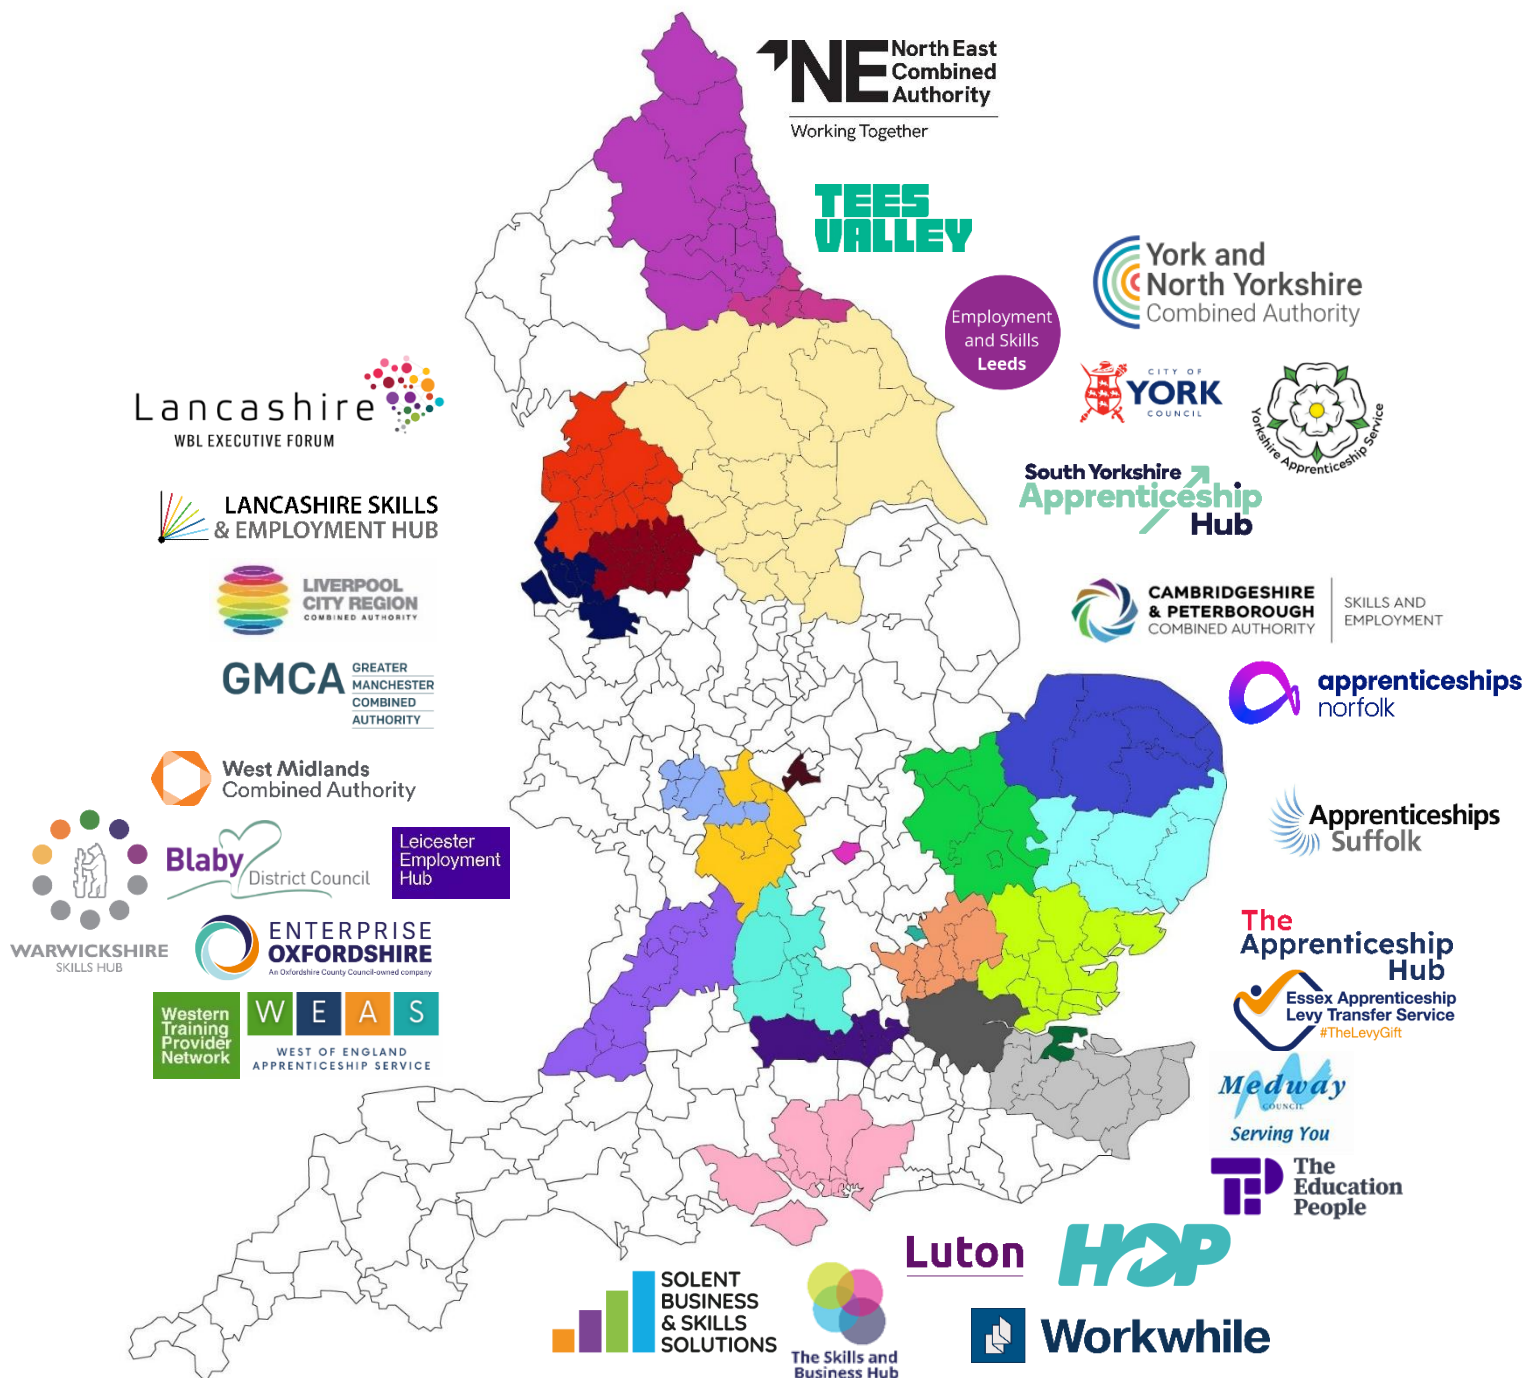 NE North East
Combined
Authority
Working Together
TEES
VALLEY
York and
North Yorkshire
Combined Authority
Employment
and Skills
Leeds
CITY OF
YORK
COUNCIL
Yorkshire Apprenticeship Service
Lancashire
WBL EXECUTIVE FORUM
South Yorkshire
Apprenticeship
Hub
LANCASHIRE SKILLS
& EMPLOYMENT HUB
LIVERPOOL
CITY REGION
COMBINED AUTHORITY
CAMBRIDGESHIRE
& PETERBOROUGH
COMBINED AUTHORITY
SKILLS AND
EMPLOYMENT
GMCA
GREATER
MANCHESTER
COMBINED
AUTHORITY
apprenticeships
norfolk
West Midlands
Combined Authority
Apprenticeships
Suffolk
WARWICKSHIRE
SKILLS HUB
Blaby
District Council
Leicester
Employment
Hub
ENTERPRISE
OXFORDSHIRE
An Oxfordshire County Council-owned company
The
Apprenticeship
Hub
Essex Apprenticeship
Levy Transfer Service
#TheLevyGift
Western
Training
Provider
Network
W E A S
WEST OF ENGLAND
APPRENTICESHIP SERVICE
Medway
COUNCIL
Serving You
The
Education
People
Luton
HOP
SOLENT
BUSINESS
& SKILLS
SOLUTIONS
The Skills and
Business Hub
Workwhile